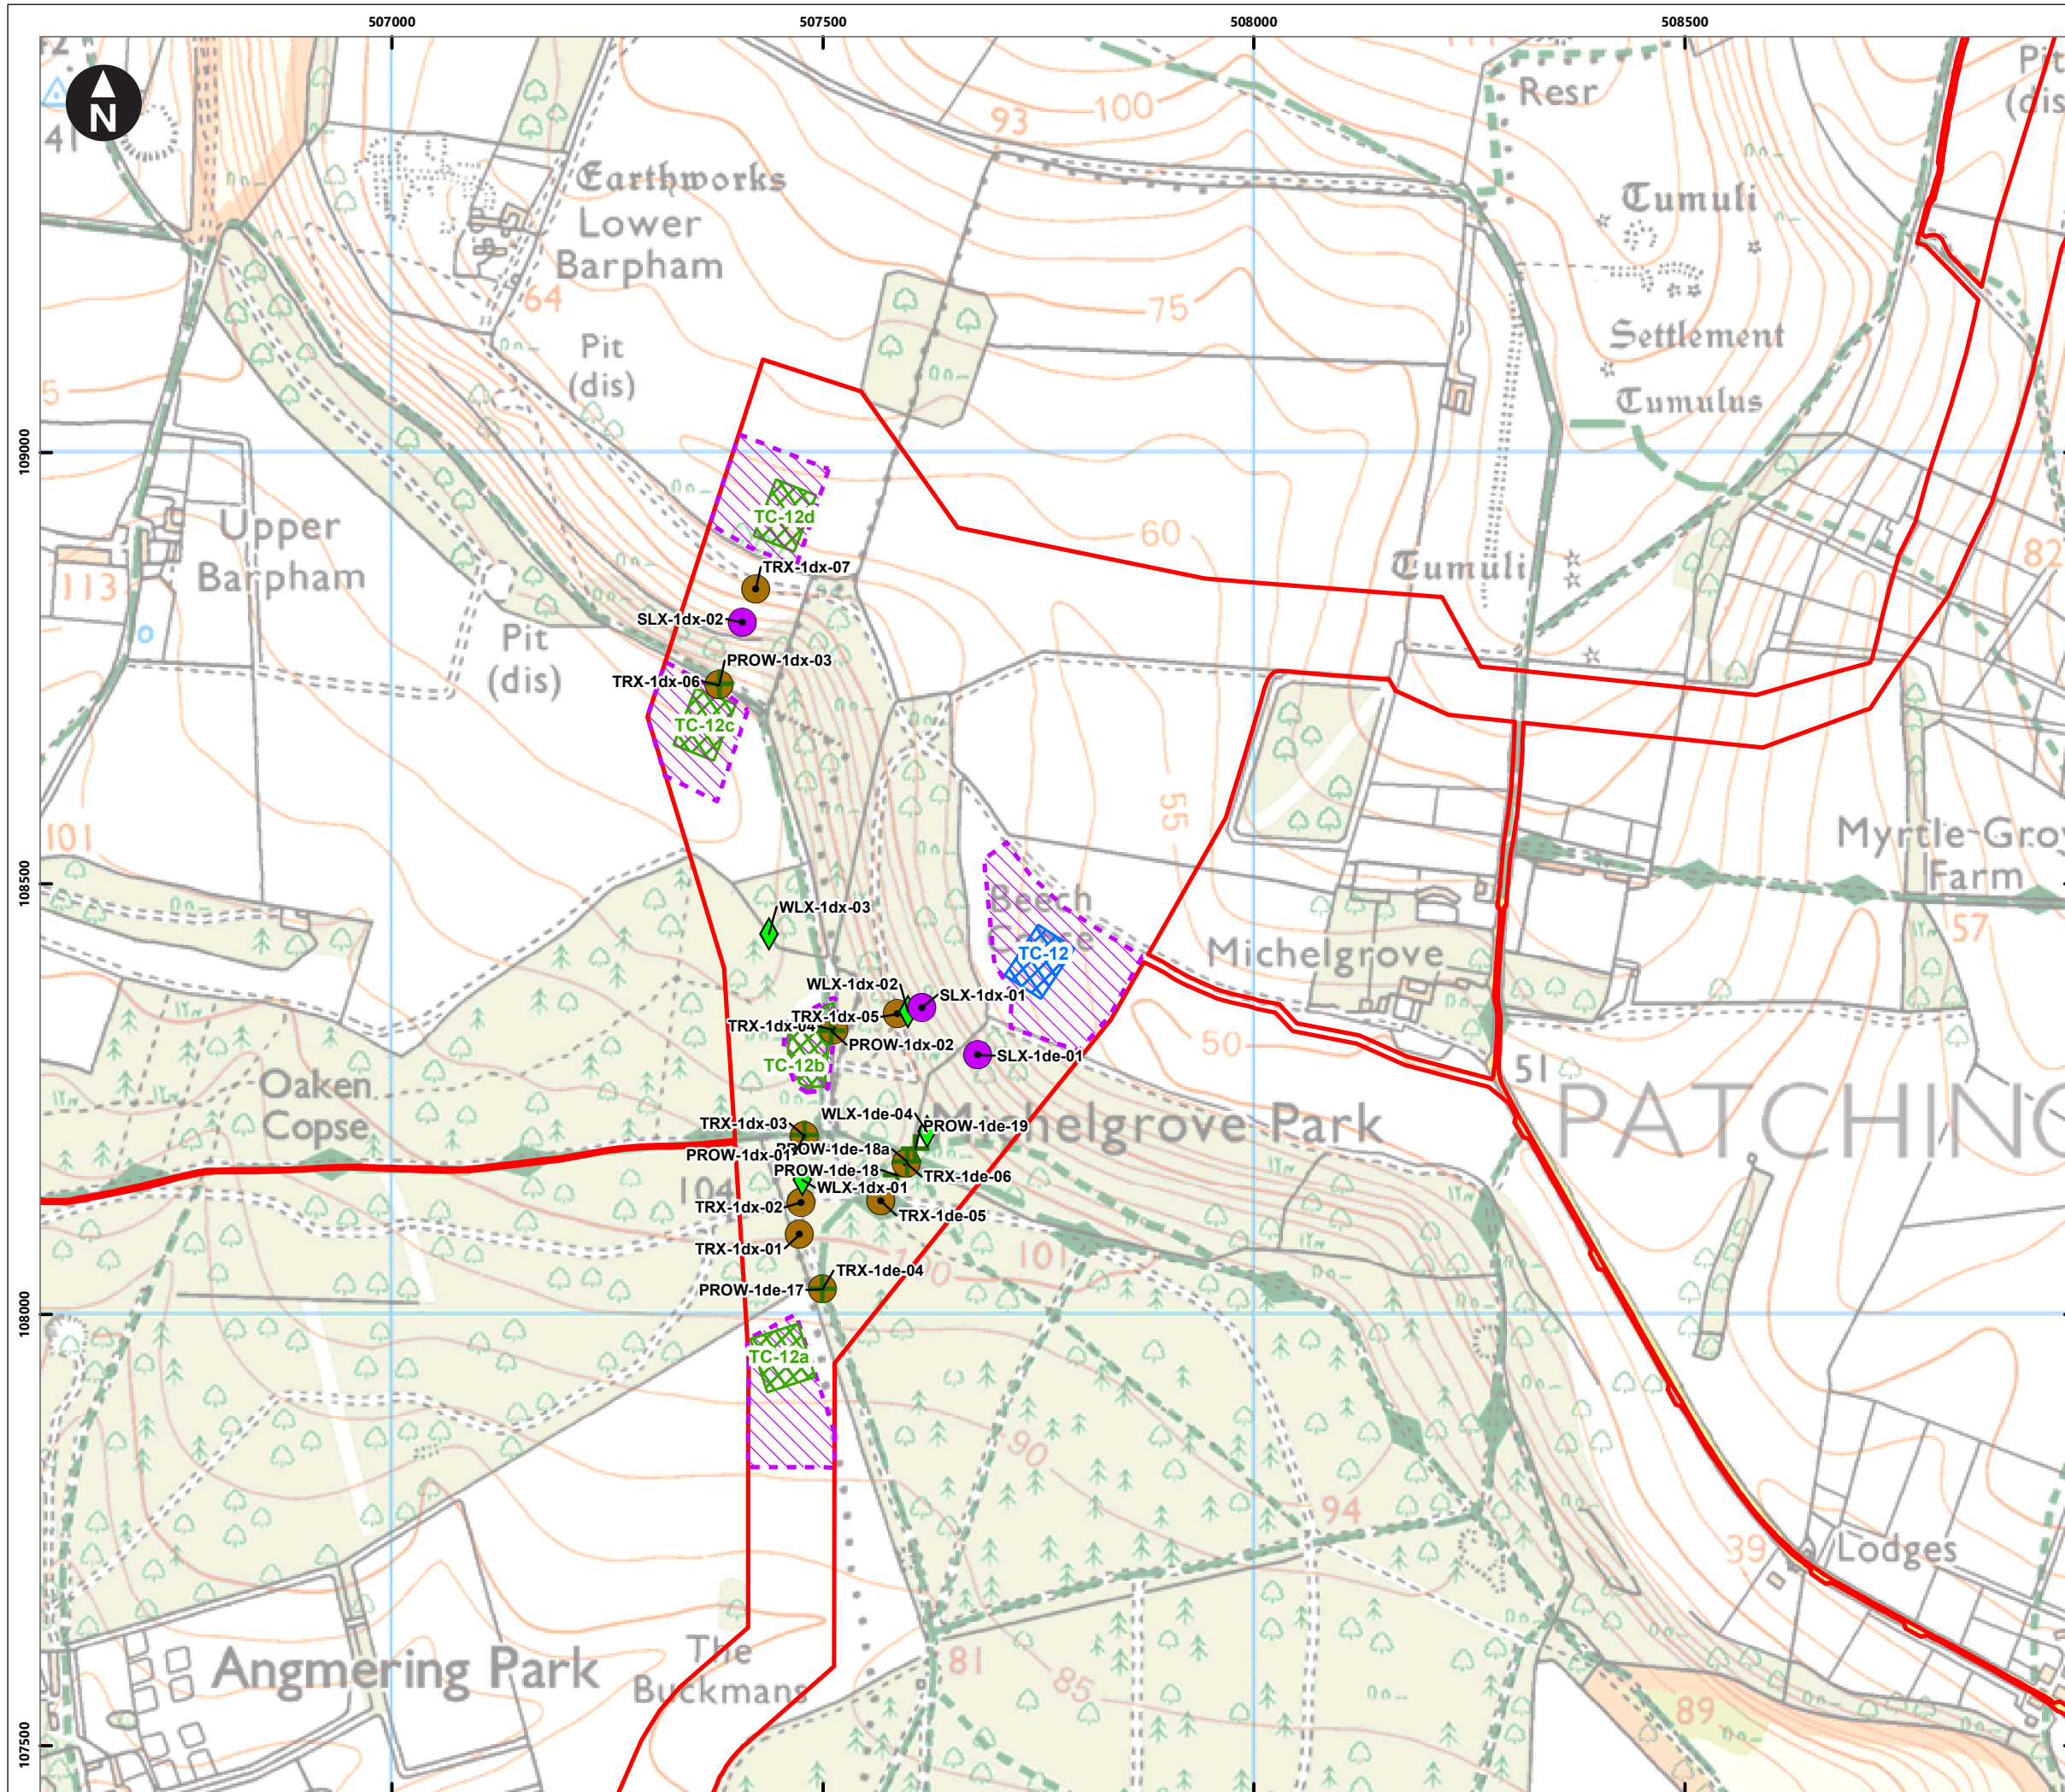 507000
507500
508000
508500
N
41
93
100
Resr
Pit
Earthworks
Lower
Barpham
64
Tumuli
75
Settlement
Tumulus
Pit
(dis)
5
109000
Upper
Barpham
113
TC-12d
60
Tumuli
82
TRX-1dx-07
SLX-1dx-02
PROW-1dx-03
TRX-1dx-06
Pit
(dis)
TC-12c
55
101
108500
Myrtle Gro
Farm
57
WLX-1dx-03
Beech
TC-12
Michelgrove
WLX-1dx-02
SLX-1dx-01
TRX-1dx-05
TRX-1dx-04
PROW-1dx-02
SLX-1de-01
50
51
TC-12b
Oaken
Copse
PATCHING
WLX-1de-04
TRX-1dx-03
PROW-1de-19
Michelgrove Park
PROW-1dx-01
PROW-1de-18a
PROW-1de-18
TRX-1de-06
104
WLX-1dx-01
TRX-1dx-02
TRX-1de-05
TRX-1dx-01
101
TRX-1de-04
PROW-1de-17
108000
TC-12a
90
94
39
Lodges
The
Buckmans
Angmering Park
81
85
89
107500